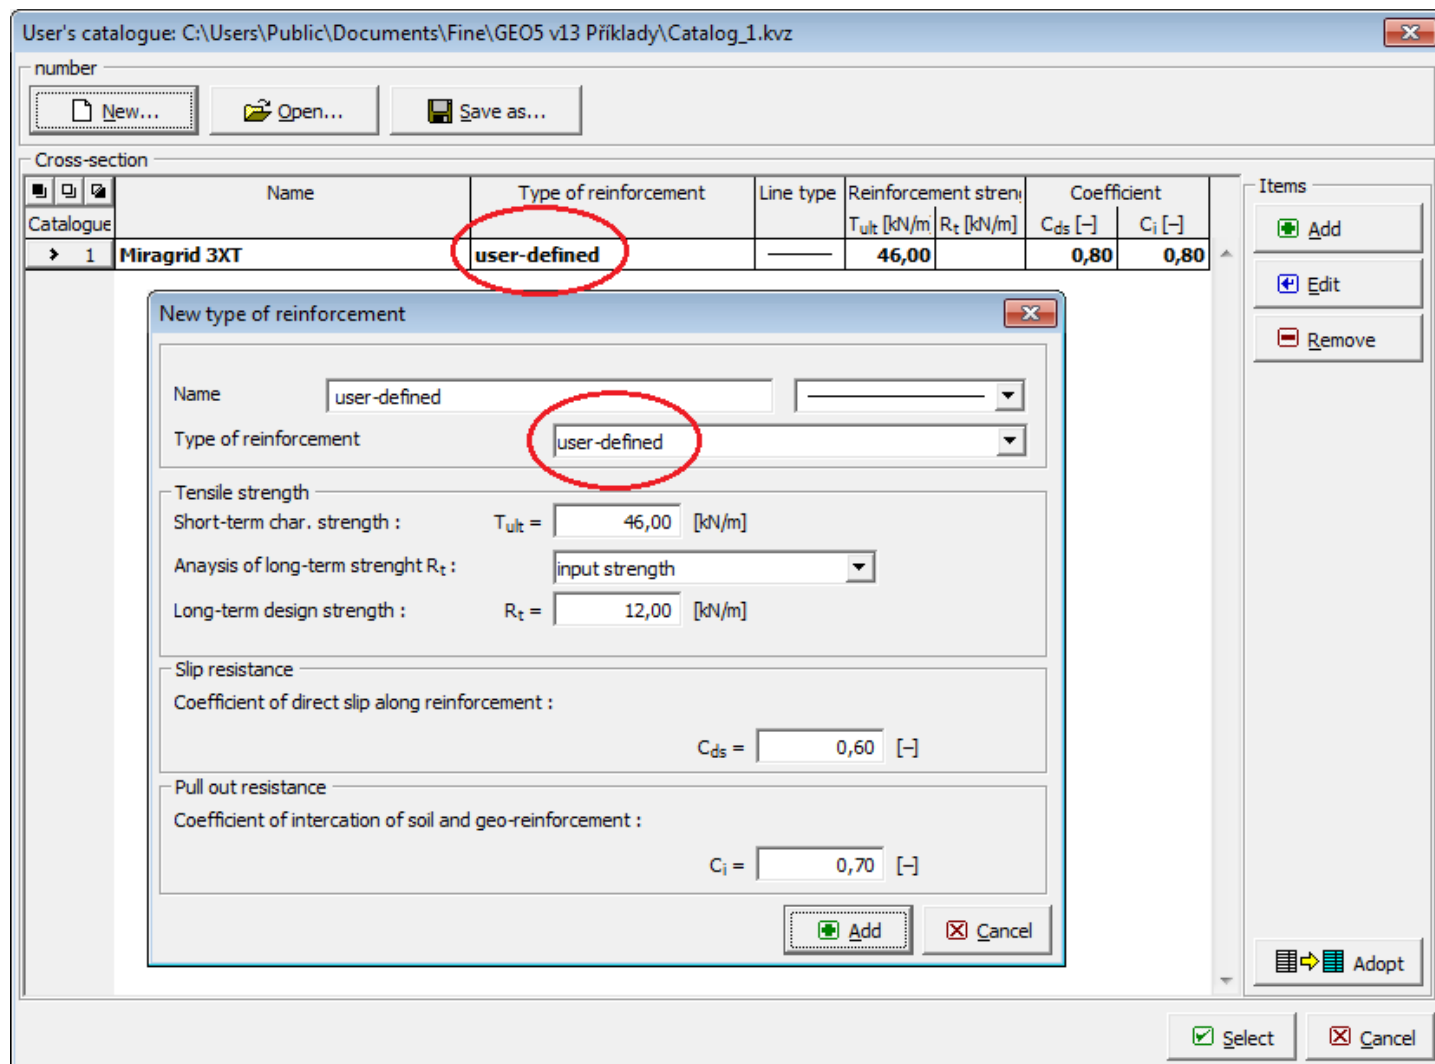 User's catalogue: C:\Users\Public\Documents\Fine\GEO5 v13 Příklady\Catalog_1.kvz
number
New... Open... Save as...
Cross-section
Name Type of reinforcement Line type Reinforcement stren Coefficient
Catalogue Tult [kN/m Rt [kN/m] Cds [–] Ci [–]
1 Miragrid 3XT user-defined 46,00 0,80 0,80
Items
Add
Edit
Remove
New type of reinforcement
Name user-defined
Type of reinforcement user-defined
Tensile strength
Short-term char. strength : Tult = 46,00 [kN/m]
Anaysis of long-term strenght Rt : input strength
Long-term design strength : Rt = 12,00 [kN/m]
Slip resistance
Coefficient of direct slip along reinforcement :
Cds = 0,60 [–]
Pull out resistance
Coefficient of intercation of soil and geo-reinforcement :
Ci = 0,70 [–]
Add Cancel
Adopt
Select Cancel